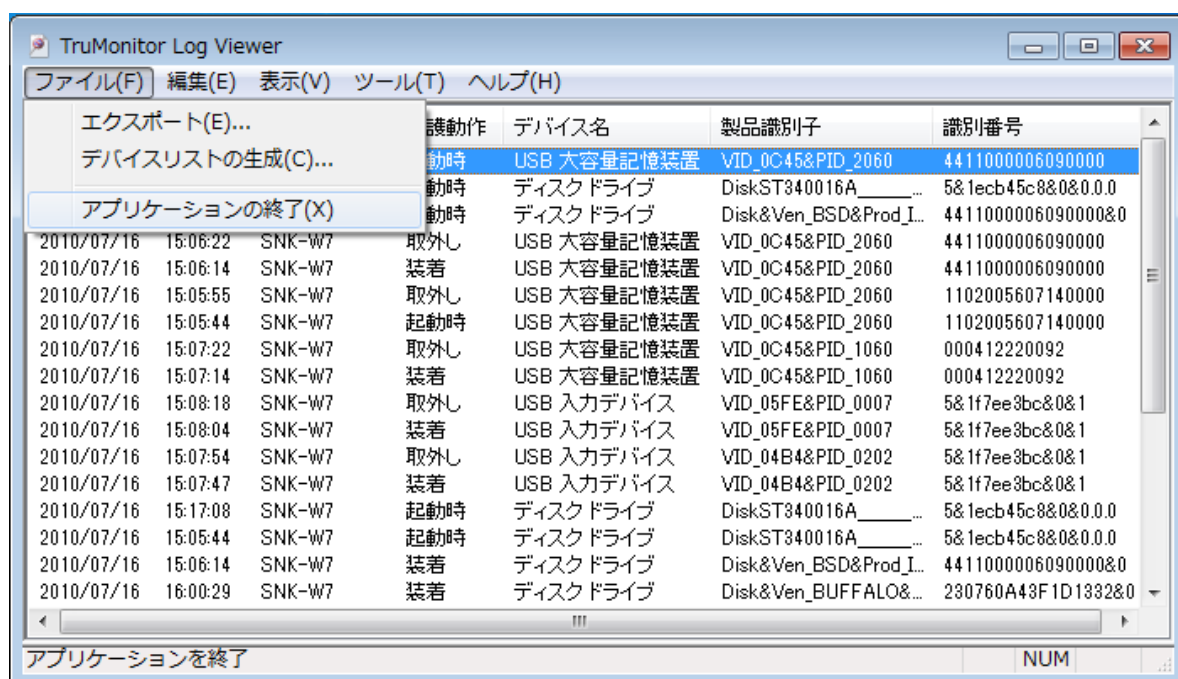 TruMonitor Log Viewer
ファイル(F) 編集(E) 表示(V) ツール(T) ヘルプ(H)
エクスポート(E)...
デバイスリストの生成(C)...
アプリケーションの終了(X)
護動作 デバイス名 製品識別子 識別番号
動時 USB 大容量記憶装置 VID_0C45&PID_2060 4411000006090000
動時 ディスク ドライブ DiskST340016A______... 5&1ecb45c8&0&0.0.0
動時 ディスク ドライブ Disk&Ven_BSD&Prod_I... 4411000006090000&0
2010/07/16 15:06:22 SNK-W7 取外し USB 大容量記憶装置 VID_0C45&PID_2060 4411000006090000
2010/07/16 15:06:14 SNK-W7 装着 USB 大容量記憶装置 VID_0C45&PID_2060 4411000006090000
2010/07/16 15:05:55 SNK-W7 取外し USB 大容量記憶装置 VID_0C45&PID_2060 1102005607140000
2010/07/16 15:05:44 SNK-W7 起動時 USB 大容量記憶装置 VID_0C45&PID_2060 1102005607140000
2010/07/16 15:07:22 SNK-W7 取外し USB 大容量記憶装置 VID_0C45&PID_1060 000412220092
2010/07/16 15:07:14 SNK-W7 装着 USB 大容量記憶装置 VID_0C45&PID_1060 000412220092
2010/07/16 15:08:18 SNK-W7 取外し USB 入力デバイス VID_05FE&PID_0007 5&1f7ee3bc&0&1
2010/07/16 15:08:04 SNK-W7 装着 USB 入力デバイス VID_05FE&PID_0007 5&1f7ee3bc&0&1
2010/07/16 15:07:54 SNK-W7 取外し USB 入力デバイス VID_04B4&PID_0202 5&1f7ee3bc&0&1
2010/07/16 15:07:47 SNK-W7 装着 USB 入力デバイス VID_04B4&PID_0202 5&1f7ee3bc&0&1
2010/07/16 15:17:08 SNK-W7 起動時 ディスク ドライブ DiskST340016A______... 5&1ecb45c8&0&0.0.0
2010/07/16 15:05:44 SNK-W7 起動時 ディスク ドライブ DiskST340016A______... 5&1ecb45c8&0&0.0.0
2010/07/16 15:06:14 SNK-W7 装着 ディスク ドライブ Disk&Ven_BSD&Prod_I... 4411000006090000&0
2010/07/16 16:00:29 SNK-W7 装着 ディスク ドライブ Disk&Ven_BUFFALO&... 230760A43F1D1332&0
アプリケーションを終了 NUM